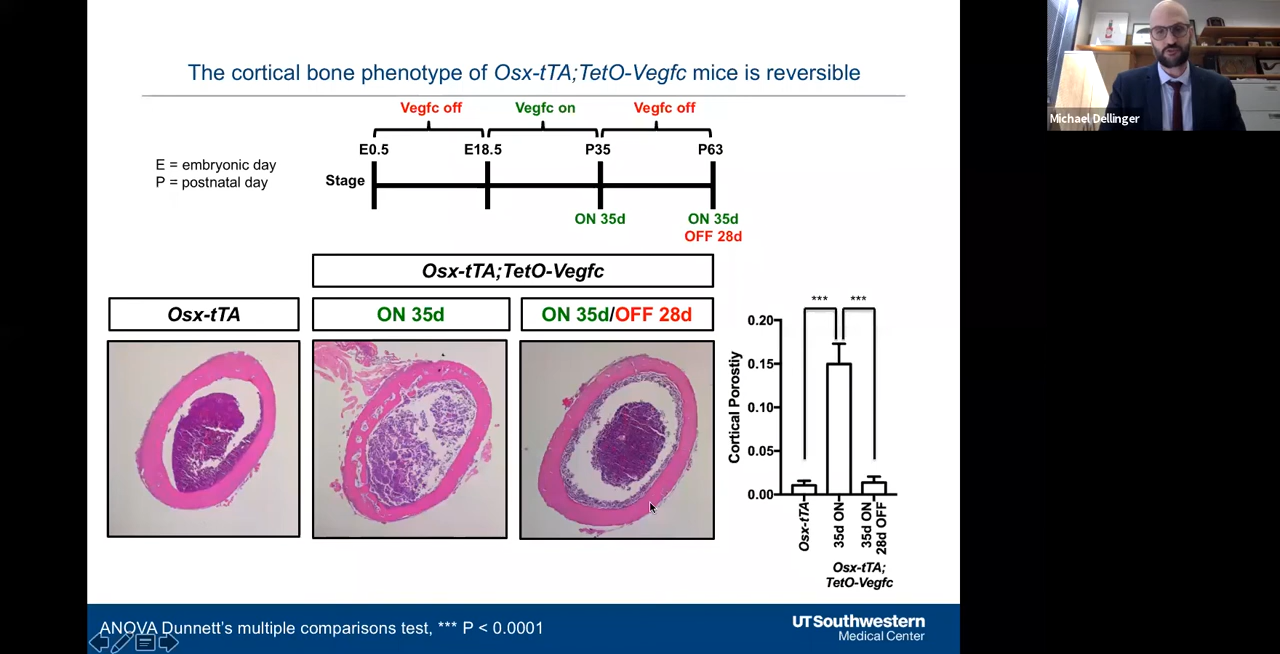 The cortical bone phenotype of Osx-tTA;TetO-Vegfc mice is reversible
Vegfc off
Vegfc on
Vegfc off
E0.5
E18.5
P35
P63
E = embryonic day
P = postnatal day
Stage
ON 35d
ON 35d
OFF 28d
Osx-tTA;TetO-Vegfc
Osx-tTA
ON 35d
ON 35d/OFF 28d
***
***
Cortical Porostiy
0.20
0.15
0.10
0.05
0.00
Osx-tTA
35d ON
35d ON
28d OFF
Osx-tTA;
TetO-Vegfc
ANOVA Dunnett's multiple comparisons test, *** P < 0.0001
UTSouthwestern
Medical Center
Michael Dellinger